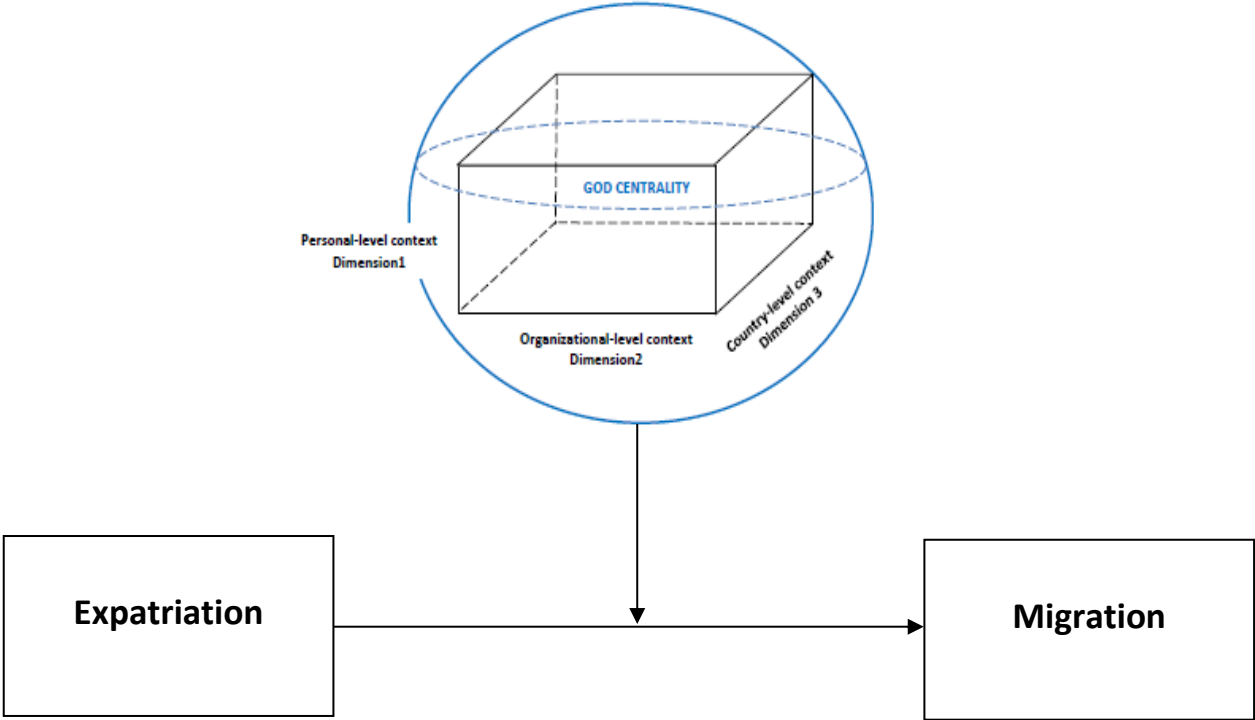 GOD CENTRALITY
Personal-level context
Dimension1
Organizational-level context
Dimension2
Country-level context
Dimension 3
Expatriation
Migration